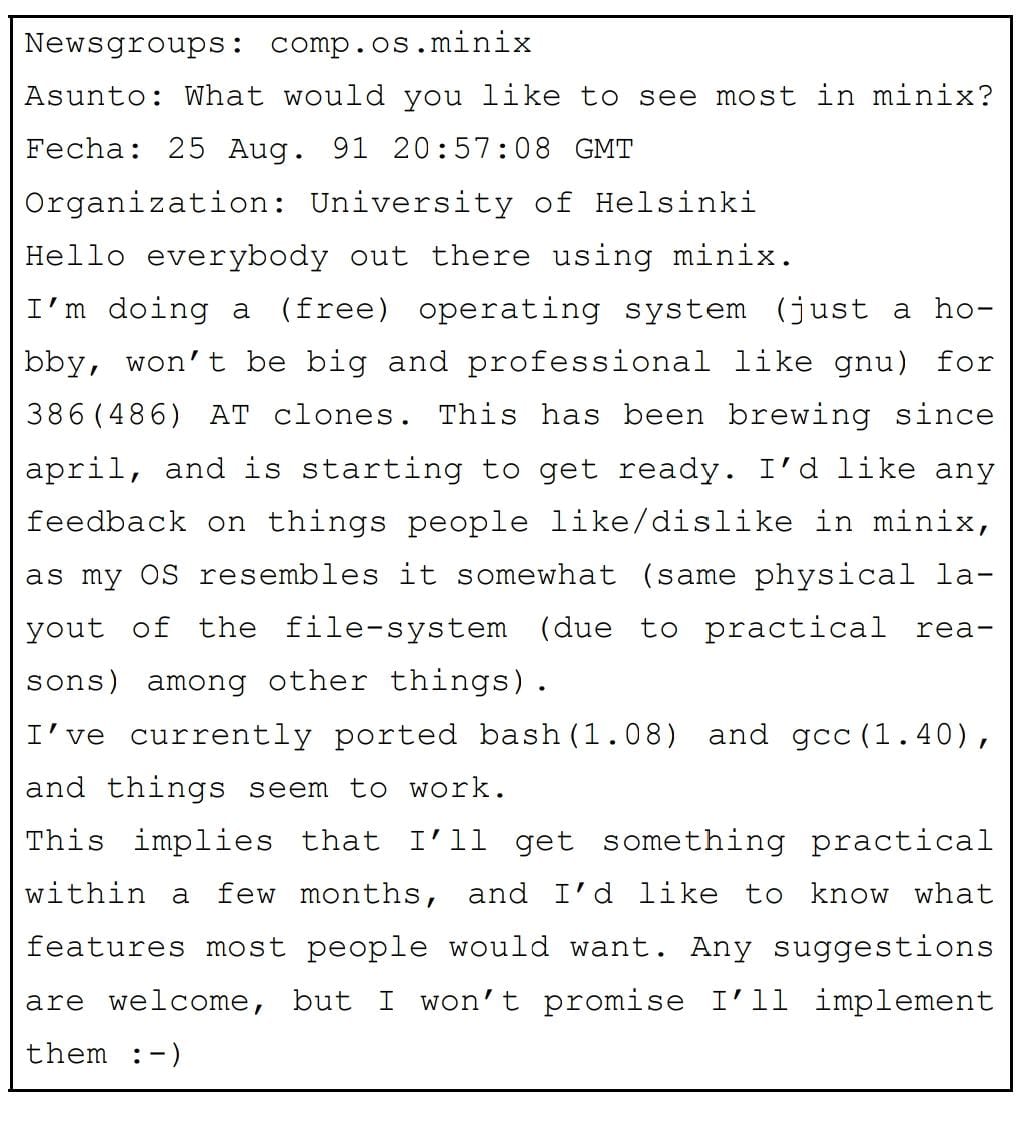 Newsgroups: comp.os.minix
Asunto: What would you like to see most in minix?
Fecha: 25 Aug. 91 20:57:08 GMT
Organization: University of Helsinki
Hello everybody out there using minix.
I’m doing a (free) operating system (just a ho-
bby, won’t be big and professional like gnu) for
386(486) AT clones. This has been brewing since
april, and is starting to get ready. I’d like any
feedback on things people like/dislike in minix,
as my OS resembles it somewhat (same physical la-
yout of the file-system (due to practical rea-
sons) among other things).
I’ve currently ported bash(1.08) and gcc(1.40),
and things seem to work.
This implies that I’ll get something practical
within a few months, and I’d like to know what
features most people would want. Any suggestions
are welcome, but I won’t promise I’ll implement
them :-)